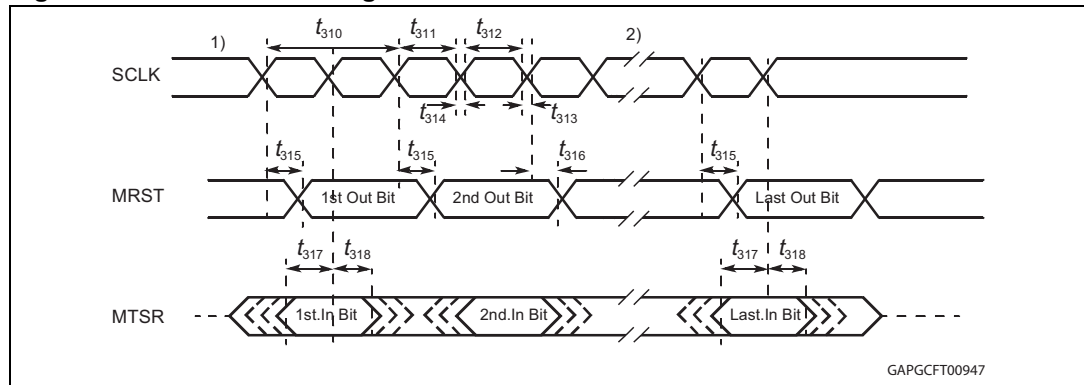 1)
t310
t311
t312
2)
SCLK
t314
t313
t315
t315
t316
t315
MRST
1st Out Bit
2nd Out Bit
Last Out Bit
t317
t318
t317
t318
MTSR
1st.In Bit
2nd.In Bit
Last.In Bit
GAPGCFT00947